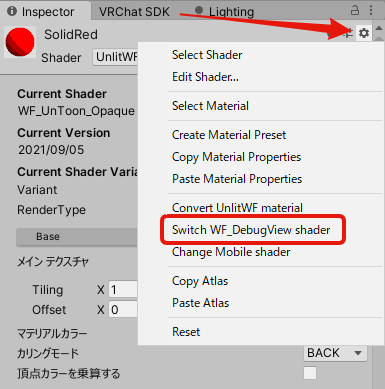 Inspector VRChat SDK Lighting
SolidRed
Shader UnlitWF
Select Shader
Edit Shader...
Select Material
Create Material Preset
Copy Material Properties
Paste Material Properties
Convert UnlitWF material
Switch WF_DebugView shader
Change Mobile shader
Copy Atlas
Paste Atlas
Reset
Current Shader
WF_UnToon_Opaque
Current Version
2021/09/05
Current Shader Varia
Variant
RenderType
Base
メイン テクスチャ
Tiling X 1
Offset X 0
マテリアルカラー
カリングモード BACK
頂点カラーを乗算する